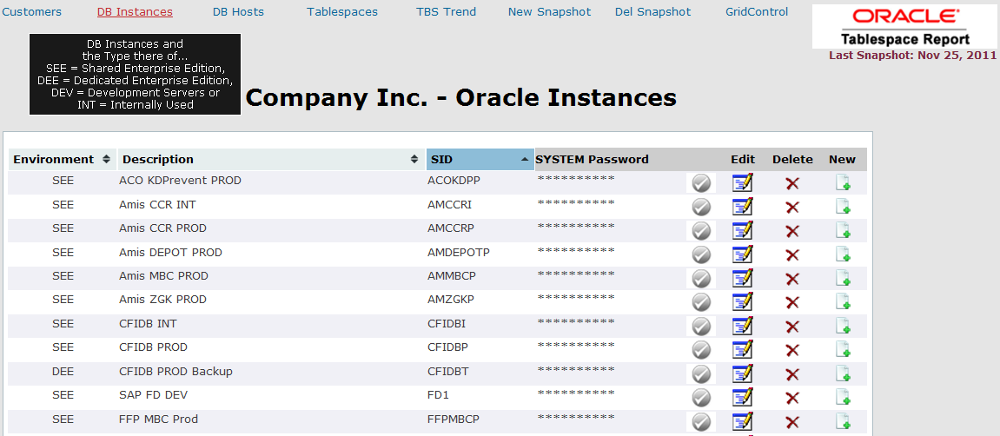 Customers DB Instances DB Hosts Tablespaces TBS Trend New Snapshot Del Snapshot GridControl
ORACLE
Tablespace Report
Last Snapshot: Nov 25, 2011
DB Instances and
the Type there of...
SEE = Shared Enterprise Edition,
DEE = Dedicated Enterprise Edition,
DEV = Development Servers or
INT = Internally Used
Company Inc. - Oracle Instances
Environment Description SID SYSTEM Password Edit Delete New
SEE ACO KDPrevent PROD ACOKDPP **********
SEE Amis CCR INT AMCCRI **********
SEE Amis CCR PROD AMCCRP **********
SEE Amis DEPOT PROD AMDEPOTP **********
SEE Amis MBC PROD AMMBCP **********
SEE Amis ZGK PROD AMZGKP **********
SEE CFIDB INT CFIDBI **********
SEE CFIDB PROD CFIDBP **********
DEE CFIDB PROD Backup CFIDBT **********
SEE SAP FD DEV FD1 **********
SEE FFP MBC Prod FFPMBCP **********